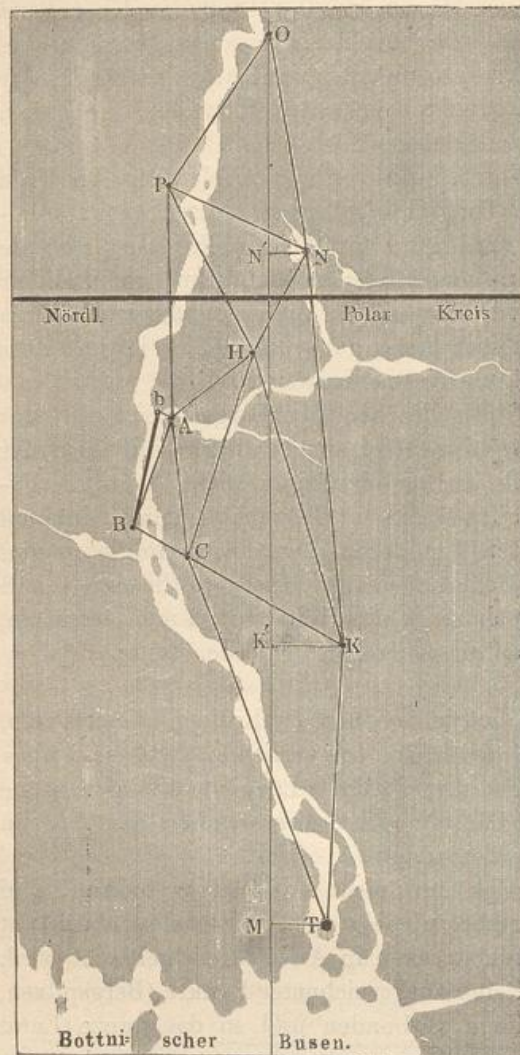 O
P
N' N
Nördl. Polar Kreis
H
b
A
B
C
K' K
M T
Bottni= scher Busen.